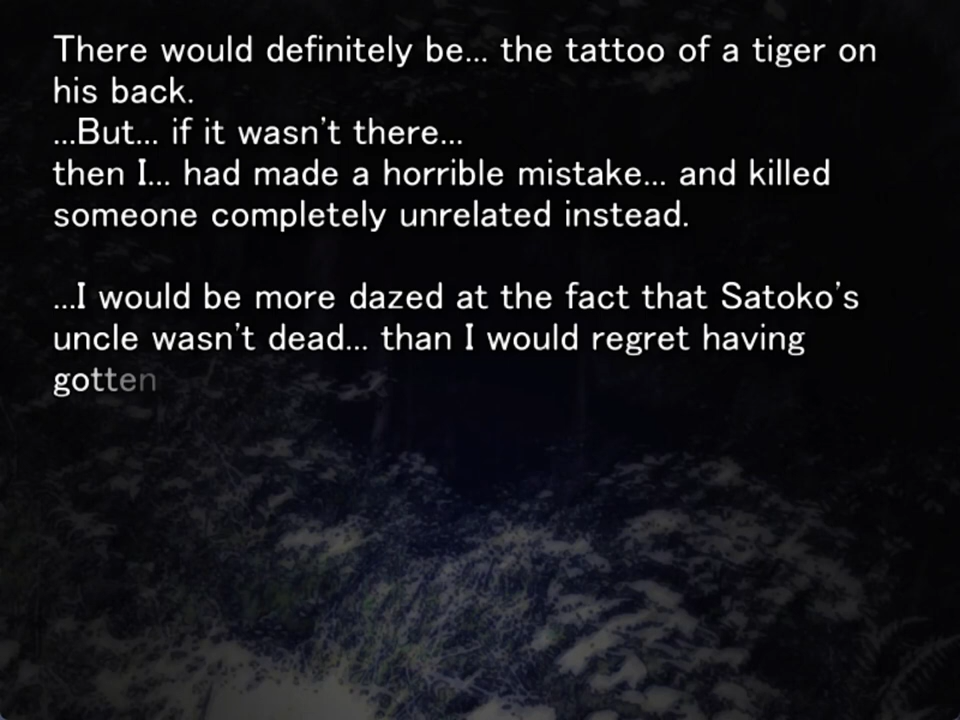 There would definitely be... the tattoo of a tiger on
his back.
...But... if it wasn't there...
then I... had made a horrible mistake... and killed
someone completely unrelated instead.
...I would be more dazed at the fact that Satoko's
uncle wasn't dead... than I would regret having
gotten